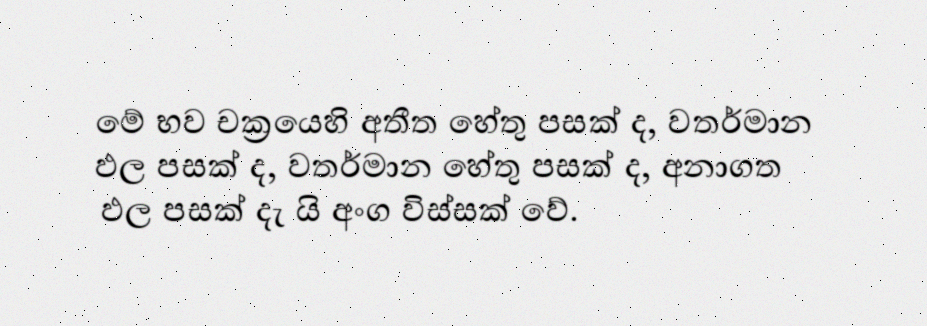 මේ භව චක්‍රයෙහි අතීත හේතු පසක් ද, වතර්මාන
ඵල පසක් ද, වතර්මාන හේතු පසක් ද, අනාගත
ඵල පසක් දැ යි අංග විස්සක් වේ.